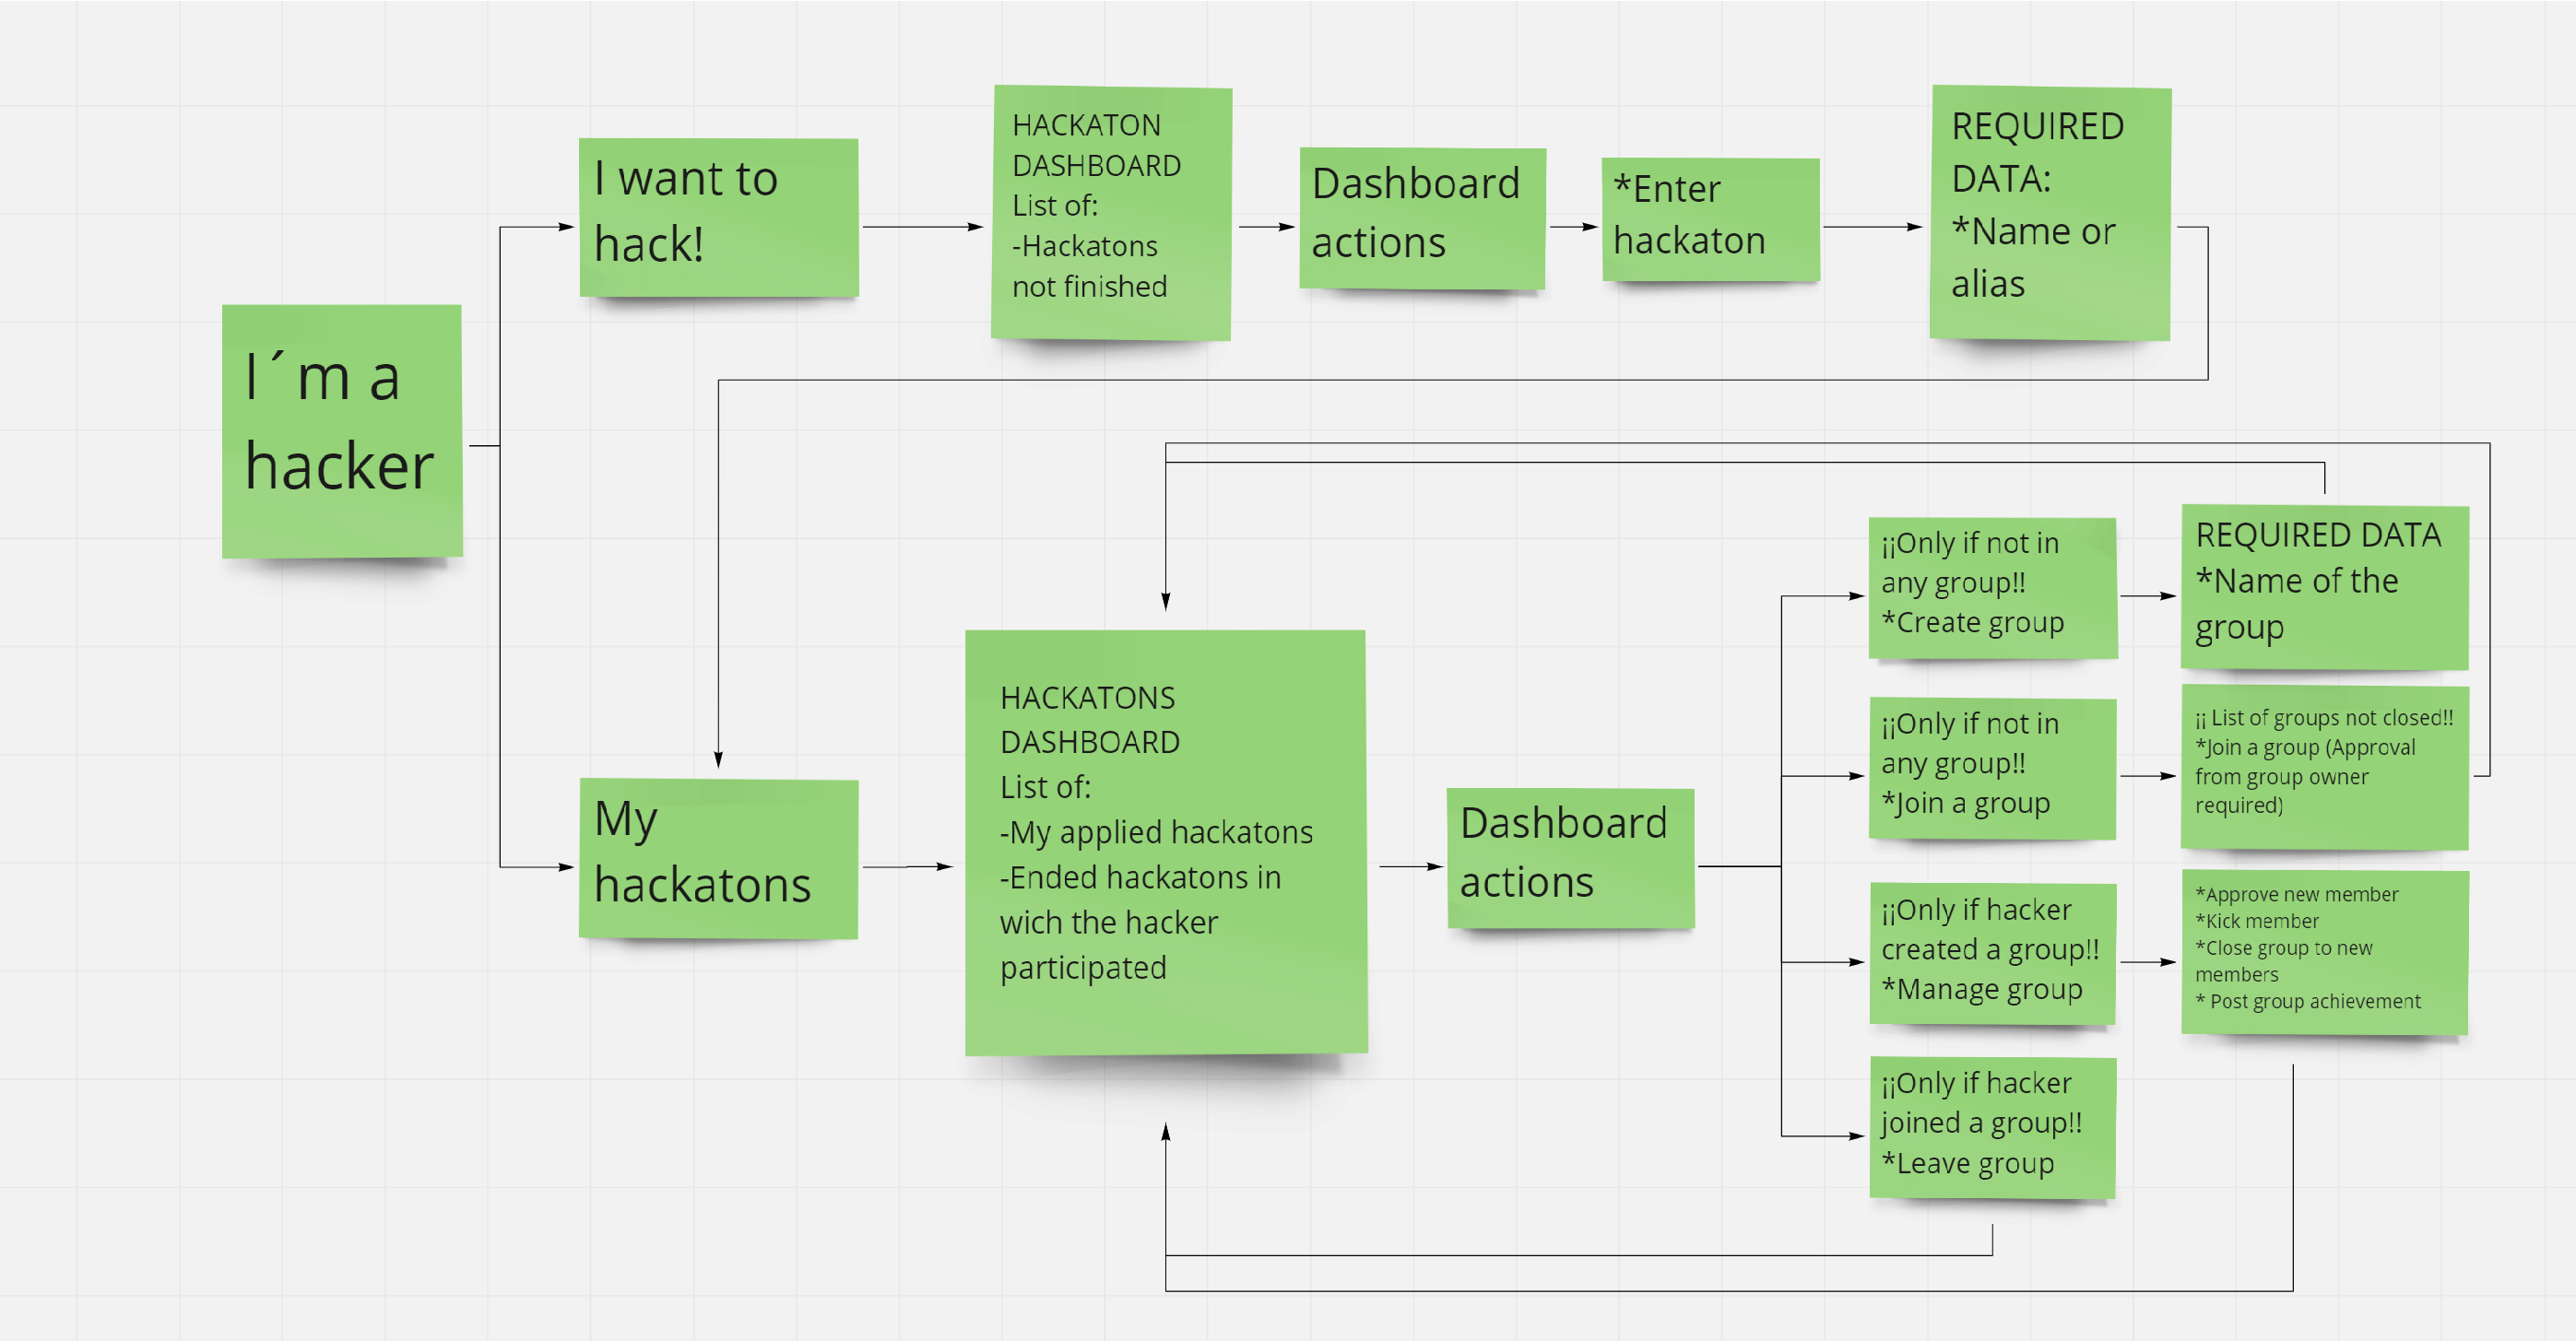 I´m a
hacker
I want to
hack!
HACKATON
DASHBOARD
List of:
-Hackatons
not finished
Dashboard
actions
*Enter
hackaton
REQUIRED
DATA:
*Name or
alias
My
hackatons
HACKATONS
DASHBOARD
List of:
-My applied hackatons
-Ended hackatons in
wich the hacker
participated
Dashboard
actions
¡¡Only if not in
any group!!
*Create group
REQUIRED DATA
*Name of the
group
¡¡Only if not in
any group!!
*Join a group
¡¡ List of groups not closed!!
*Join a group (Approval
from group owner
required)
¡¡Only if hacker
created a group!!
*Manage group
*Approve new member
*Kick member
*Close group to new
members
* Post group achievement
¡¡Only if hacker
joined a group!!
*Leave group